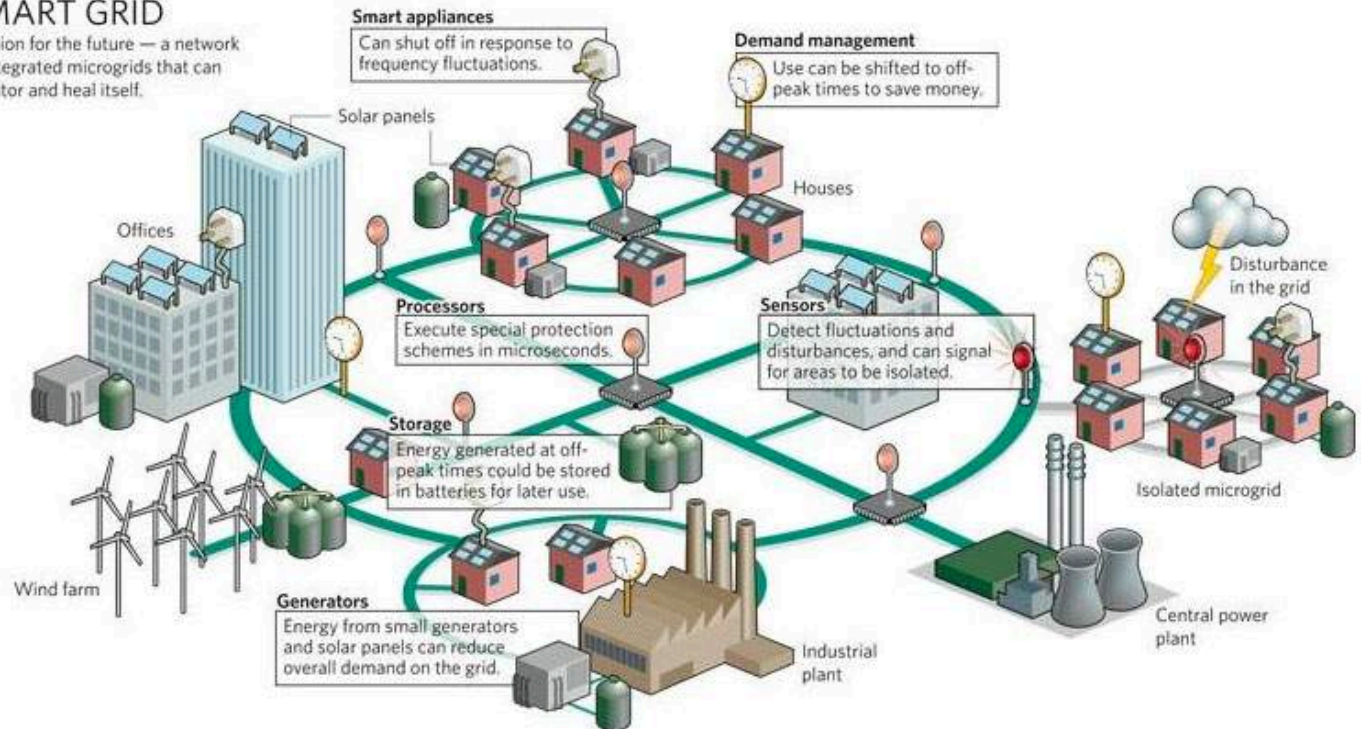 MART GRID
ion for the future — a network
tegrated microgrids that can
tor and heal itself.
Smart appliances
Can shut off in response to
frequency fluctuations.
Demand management
Use can be shifted to off-
peak times to save money.
Solar panels
Houses
Offices
Disturbance
in the grid
Processors
Execute special protection
schemes in microseconds.
Sensors
Detect fluctuations and
disturbances, and can signal
for areas to be isolated.
Storage
Energy generated at off-
peak times could be stored
in batteries for later use.
Isolated microgrid
Wind farm
Generators
Energy from small generators
and solar panels can reduce
overall demand on the grid.
Industrial
plant
Central power
plant